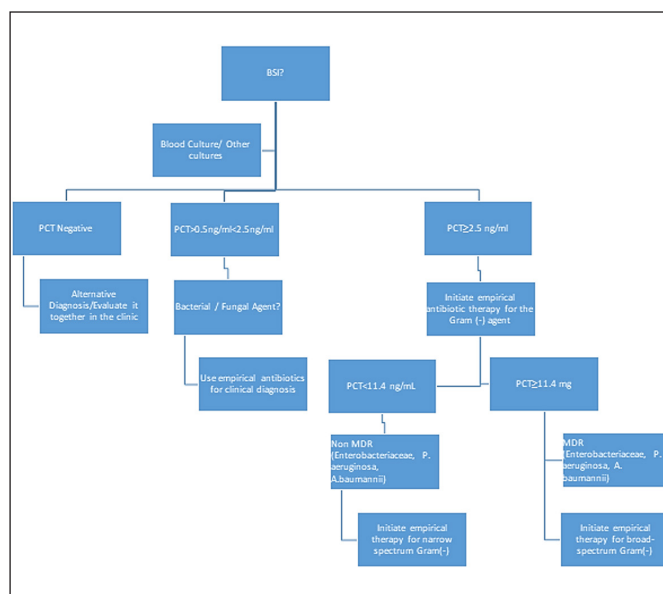 BSI?
Blood Culture/ Other
cultures
PCT Negative
PCT>0.5ng/ml<2.5ng/ml
PCT≥2.5 ng/ml
Alternative
Diagnosis/Evaluate it
together in the clinic
Bacterial / Fungal Agent?
Initiate empirical
antibiotic therapy for the
Gram (-) agent
Use empirical antibiotics
for clinical diagnosis
PCT<11.4 ng/mL
PCT≥11.4 mg
Non MDR
(Enterobacteriaceae, P.
aeruginosa,
A.baumannii)
MDR
(Enterobacteriaceae, P.
aeruginosa, A.
baumannii)
Initiate empirical
therapy for narrow
spectrum Gram(-)
Initiate empirical
therapy for broad-
spectrum Gram(-)